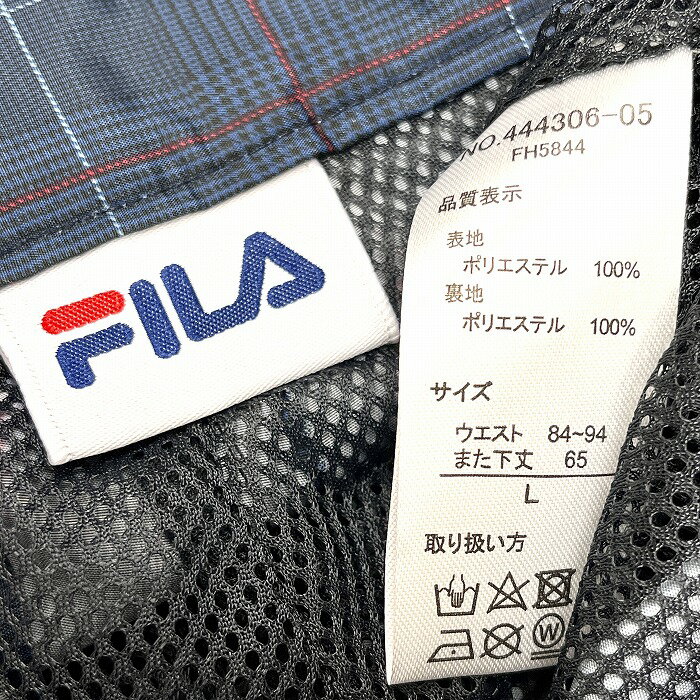 FILA
NO.444306-05
FH5844
品質表示
表地
ポリエステル 100%
裏地
ポリエステル 100%
サイズ
ウエスト 84~94
また下丈 65
L
取り扱い方
W